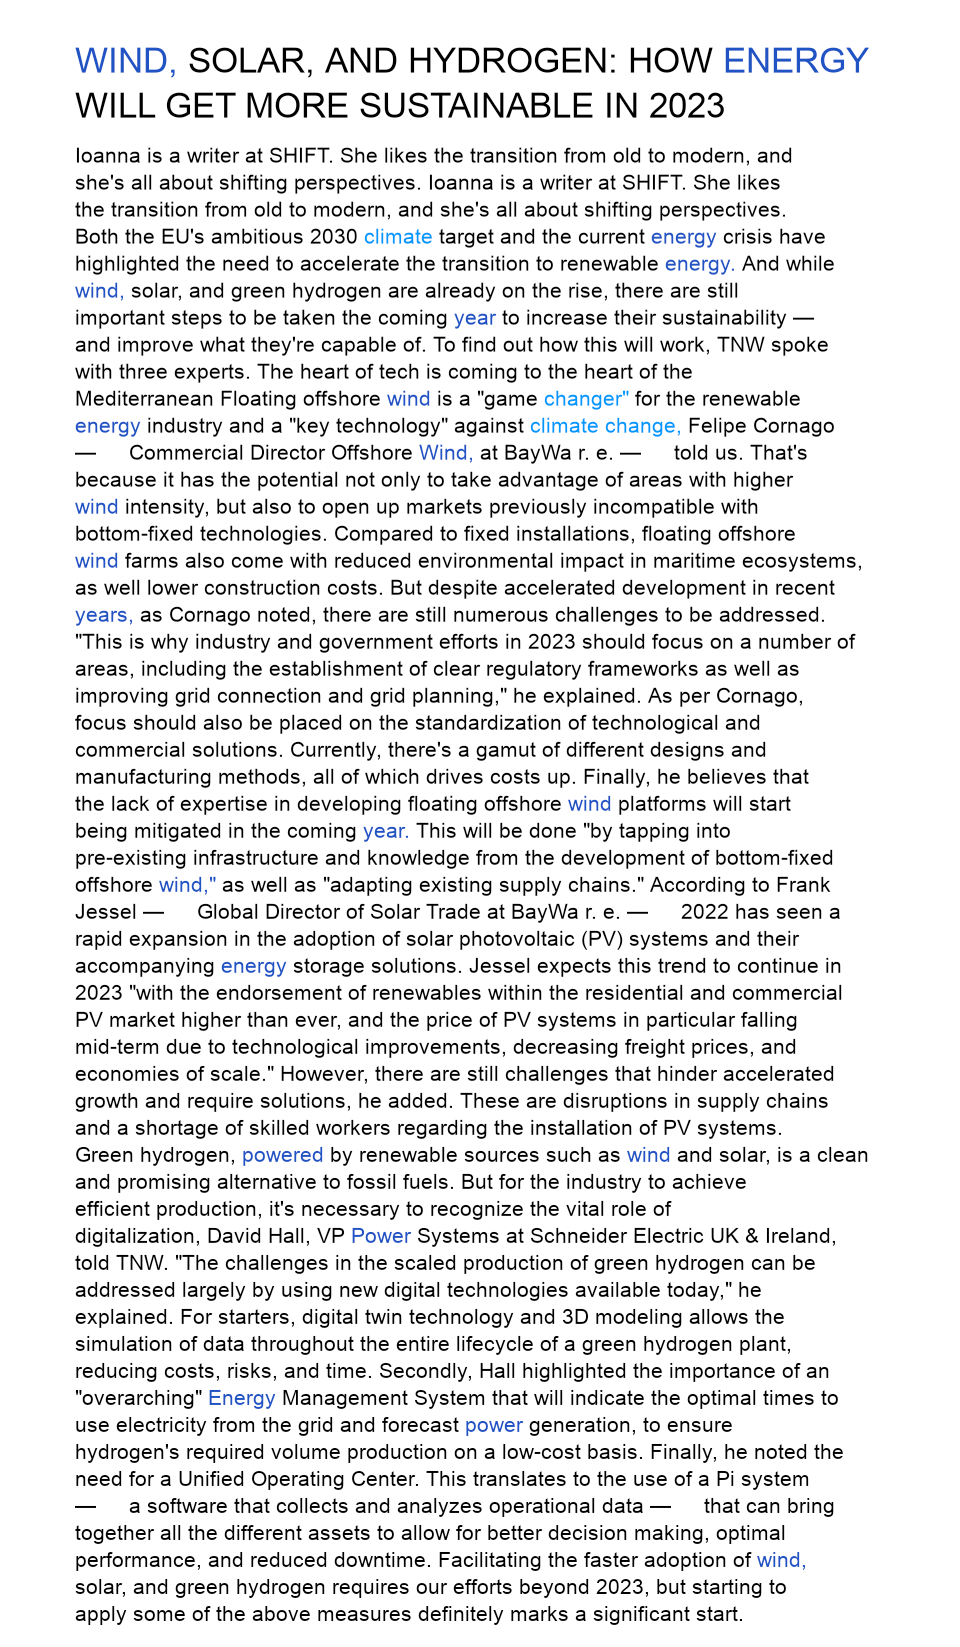 WIND, SOLAR, AND HYDROGEN: HOW ENERGY
WILL GET MORE SUSTAINABLE IN 2023
Ioanna is a writer at SHIFT. She likes the transition from old to modern, and
she's all about shifting perspectives. Ioanna is a writer at SHIFT. She likes
the transition from old to modern, and she's all about shifting perspectives.
Both the EU's ambitious 2030 climate target and the current energy crisis have
highlighted the need to accelerate the transition to renewable energy. And while
wind, solar, and green hydrogen are already on the rise, there are still
important steps to be taken the coming year to increase their sustainability —
and improve what they're capable of. To find out how this will work, TNW spoke
with three experts. The heart of tech is coming to the heart of the
Mediterranean Floating offshore wind is a "game changer" for the renewable
energy industry and a "key technology" against climate change, Felipe Cornago
— Commercial Director Offshore Wind, at BayWa r. e. — told us. That's
because it has the potential not only to take advantage of areas with higher
wind intensity, but also to open up markets previously incompatible with
bottom-fixed technologies. Compared to fixed installations, floating offshore
wind farms also come with reduced environmental impact in maritime ecosystems,
as well lower construction costs. But despite accelerated development in recent
years, as Cornago noted, there are still numerous challenges to be addressed.
"This is why industry and government efforts in 2023 should focus on a number of
areas, including the establishment of clear regulatory frameworks as well as
improving grid connection and grid planning," he explained. As per Cornago,
focus should also be placed on the standardization of technological and
commercial solutions. Currently, there's a gamut of different designs and
manufacturing methods, all of which drives costs up. Finally, he believes that
the lack of expertise in developing floating offshore wind platforms will start
being mitigated in the coming year. This will be done "by tapping into
pre-existing infrastructure and knowledge from the development of bottom-fixed
offshore wind," as well as "adapting existing supply chains." According to Frank
Jessel — Global Director of Solar Trade at BayWa r. e. — 2022 has seen a
rapid expansion in the adoption of solar photovoltaic (PV) systems and their
accompanying energy storage solutions. Jessel expects this trend to continue in
2023 "with the endorsement of renewables within the residential and commercial
PV market higher than ever, and the price of PV systems in particular falling
mid-term due to technological improvements, decreasing freight prices, and
economies of scale." However, there are still challenges that hinder accelerated
growth and require solutions, he added. These are disruptions in supply chains
and a shortage of skilled workers regarding the installation of PV systems.
Green hydrogen, powered by renewable sources such as wind and solar, is a clean
and promising alternative to fossil fuels. But for the industry to achieve
efficient production, it's necessary to recognize the vital role of
digitalization, David Hall, VP Power Systems at Schneider Electric UK & Ireland,
told TNW. "The challenges in the scaled production of green hydrogen can be
addressed largely by using new digital technologies available today," he
explained. For starters, digital twin technology and 3D modeling allows the
simulation of data throughout the entire lifecycle of a green hydrogen plant,
reducing costs, risks, and time. Secondly, Hall highlighted the importance of an
"overarching" Energy Management System that will indicate the optimal times to
use electricity from the grid and forecast power generation, to ensure
hydrogen's required volume production on a low-cost basis. Finally, he noted the
need for a Unified Operating Center. This translates to the use of a Pi system
— a software that collects and analyzes operational data — that can bring
together all the different assets to allow for better decision making, optimal
performance, and reduced downtime. Facilitating the faster adoption of wind,
solar, and green hydrogen requires our efforts beyond 2023, but starting to
apply some of the above measures definitely marks a significant start.